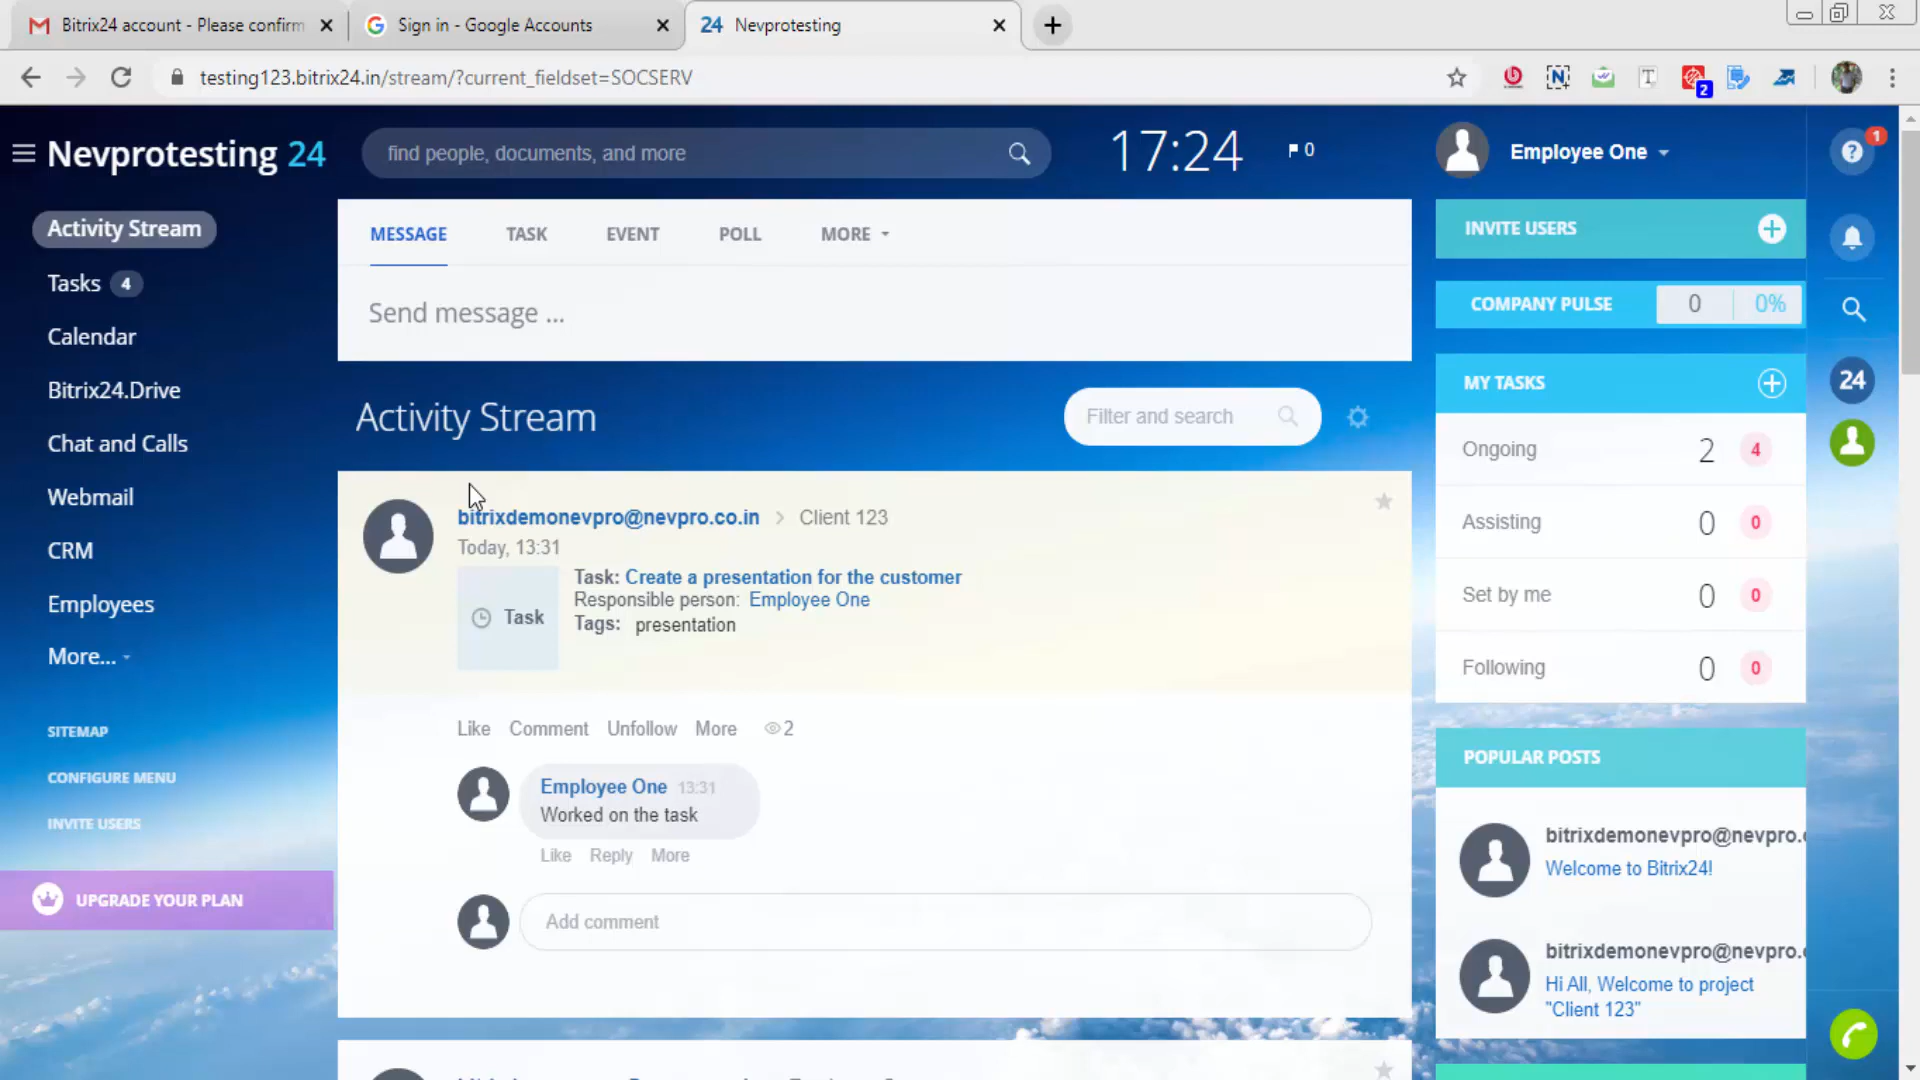 Bitrix24 account - Please confirm
Sign in - Google Accounts
24 Nevprotesting
testing123.bitrix24.in/stream/?current_fieldset=SOCSERV
2
Nevprotesting 24
find people, documents, and more
17:24
0
Employee One
1
Activity Stream
Tasks 4
Calendar
Bitrix24.Drive
Chat and Calls
Webmail
CRM
Employees
More...
SITEMAP
CONFIGURE MENU
INVITE USERS
UPGRADE YOUR PLAN
MESSAGE TASK EVENT POLL MORE
Send message ...
Activity Stream
Filter and search
bitrixdemonevpro@nevpro.co.in > Client 123
Today, 13:31
Task
Task: Create a presentation for the customer
Responsible person: Employee One
Tags: presentation
Like Comment Unfollow More 2
Employee One 13:31
Worked on the task
Like Reply More
Add comment
INVITE USERS
COMPANY PULSE 0 0%
MY TASKS
Ongoing 2 4
Assisting 0 0
Set by me 0 0
Following 0 0
POPULAR POSTS
bitrixdemonevpro@nevpro.
Welcome to Bitrix24!
bitrixdemonevpro@nevpro.
Hi All, Welcome to project
"Client 123"
24